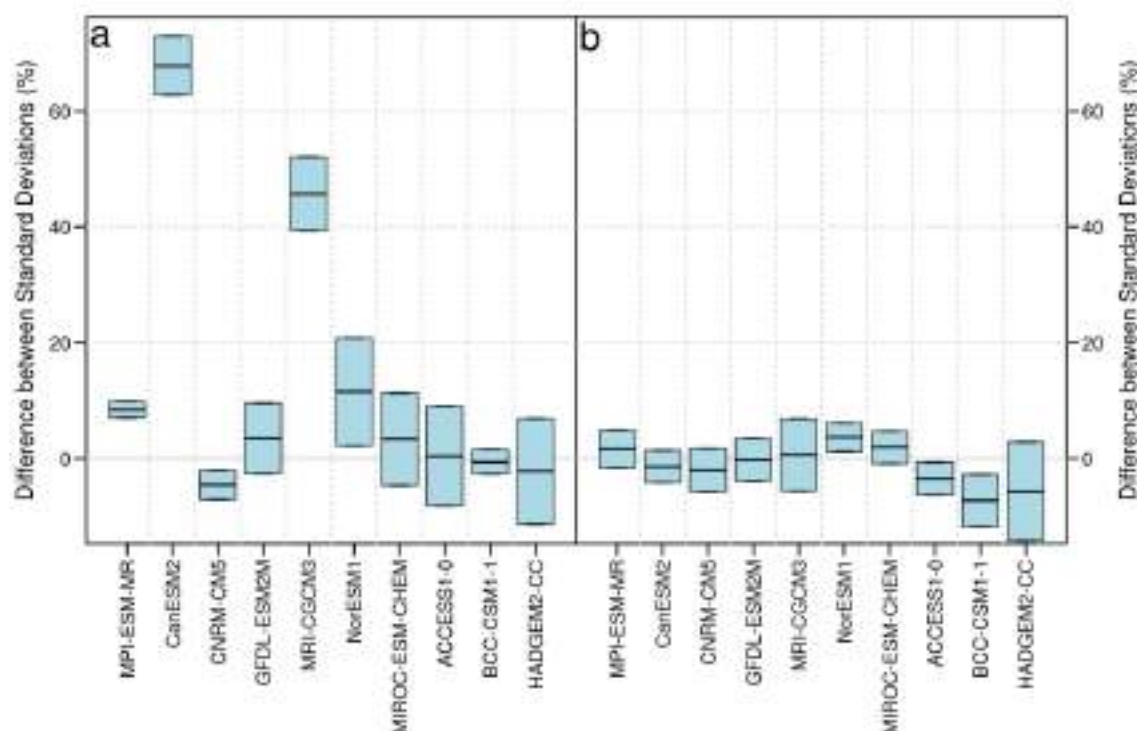 a
b
Difference between Standard Deviations (%)
60
40
20
0
60
40
20
0
Difference between Standard Deviations (%)
MPI-ESM-MR
CanESM2
CNRM-CM5
GFDL-ESM2M
MRI-CGCM3
NorESM1
MIROC-ESM-CHEM
ACCESS1-0
BCC-CSM1-1
HADGEM2-CC
MPI-ESM-MR
CanESM2
CNRM-CM5
GFDL-ESM2M
MRI-CGCM3
NorESM1
MIROC-ESM-CHEM
ACCESS1-0
BCC-CSM1-1
HADGEM2-CC